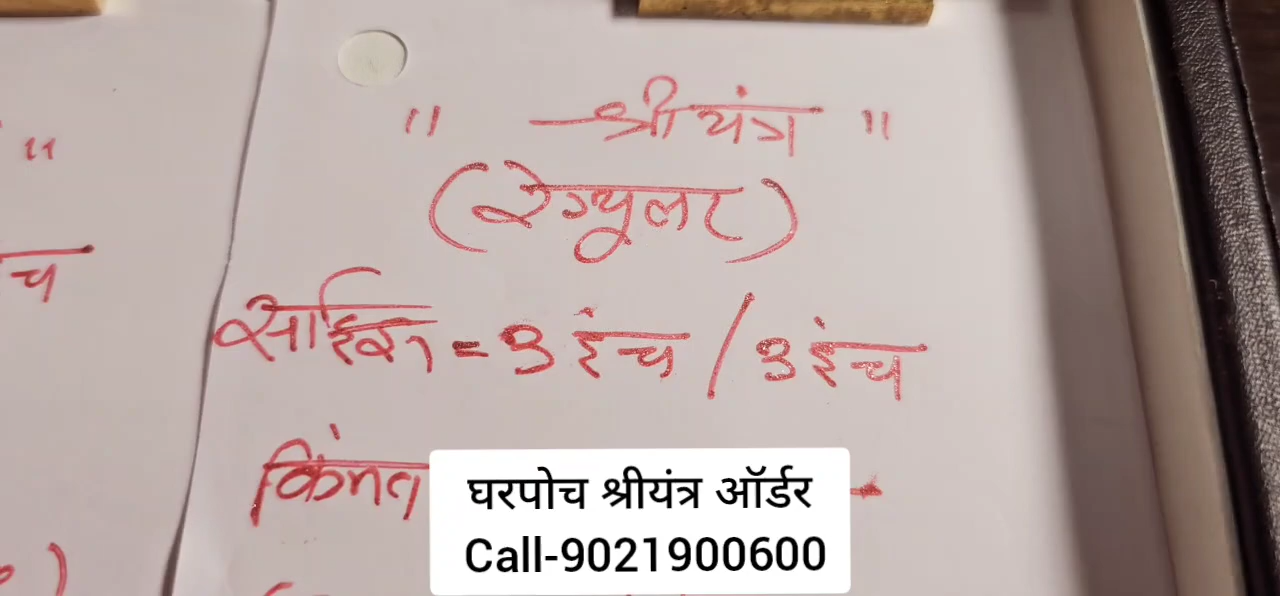 " श्रीयंत्र "
(रेग्युलर)
साईज = 3 इंच / 3 इंच
किंमत
घरपोच श्रीयंत्र ऑर्डर
Call-9021900600
"
च
)